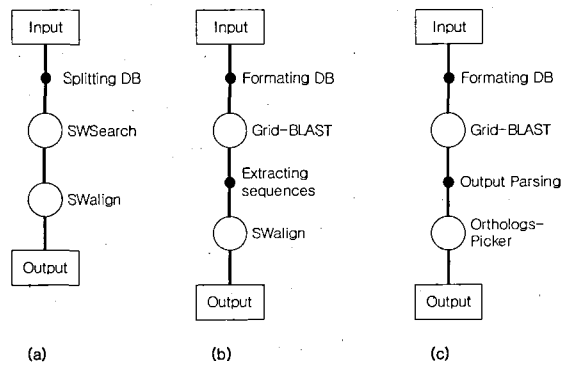 Input
Splitting DB
SWSearch
SWalign
Output
(a)
Input
Formating DB
Grid-BLAST
Extracting
sequences
SWalign
Output
(b)
Input
Formating DB
Grid-BLAST
Output Parsing
Orthologs-
Picker
Output
(c)